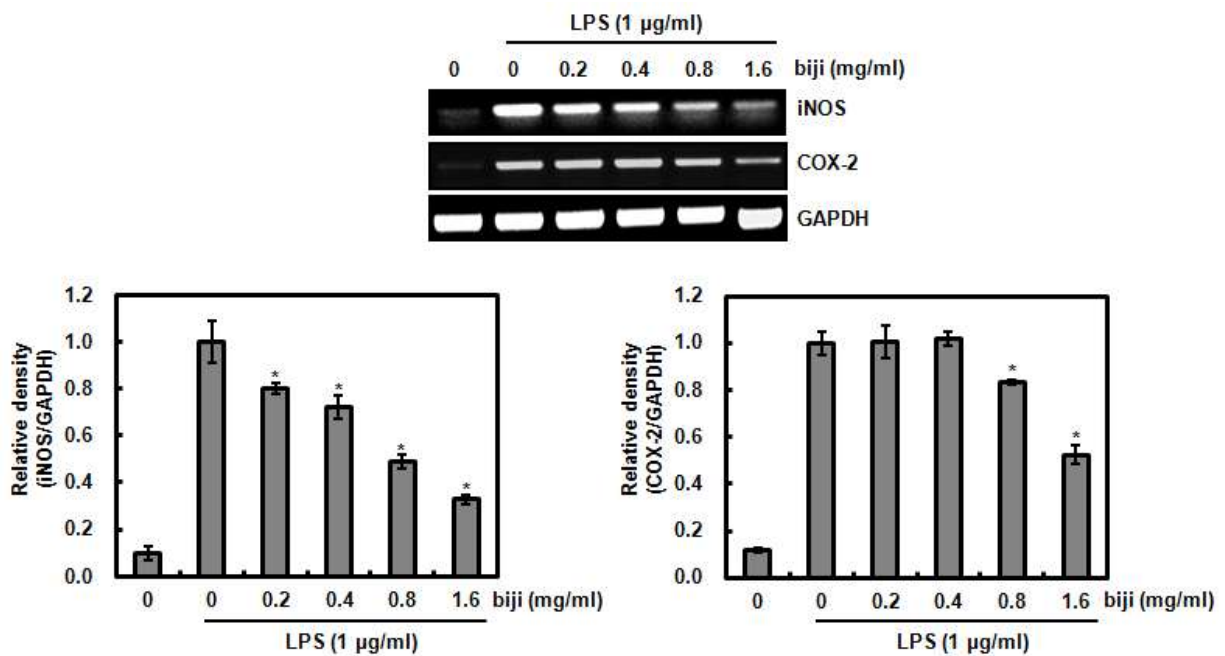 LPS (1 µg/ml)
0 0 0.2 0.4 0.8 1.6 biji (mg/ml)
iNOS
COX-2
GAPDH
Relative density
(iNOS/GAPDH)
1.2
1.0
0.8
0.6
0.4
0.2
0.0
* * * *
0 0 0.2 0.4 0.8 1.6 biji (mg/ml)
LPS (1 µg/ml)
Relative density
(COX-2/GAPDH)
1.2
1.0
0.8
0.6
0.4
0.2
0.0
* *
0 0 0.2 0.4 0.8 1.6 biji (mg/ml)
LPS (1 µg/ml)